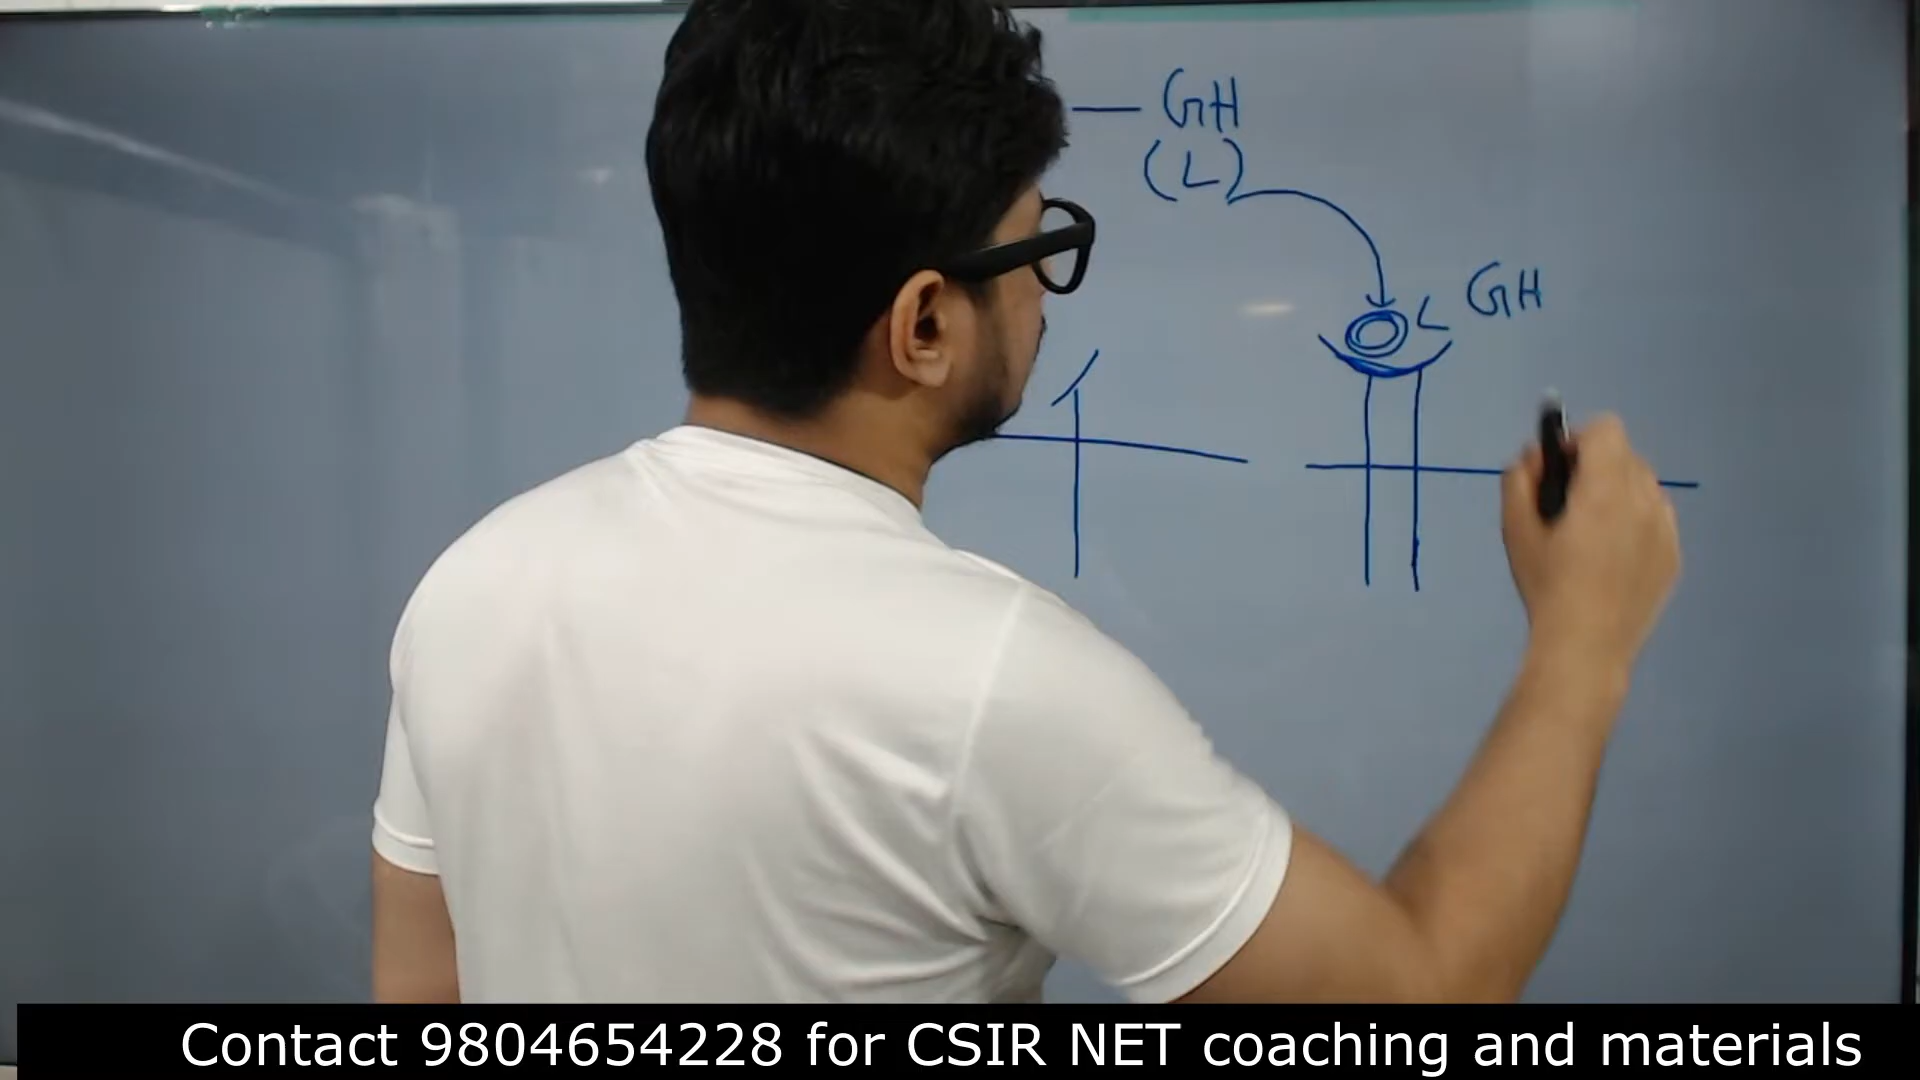 — GH
(L)
L GH
Contact 9804654228 for CSIR NET coaching and materials